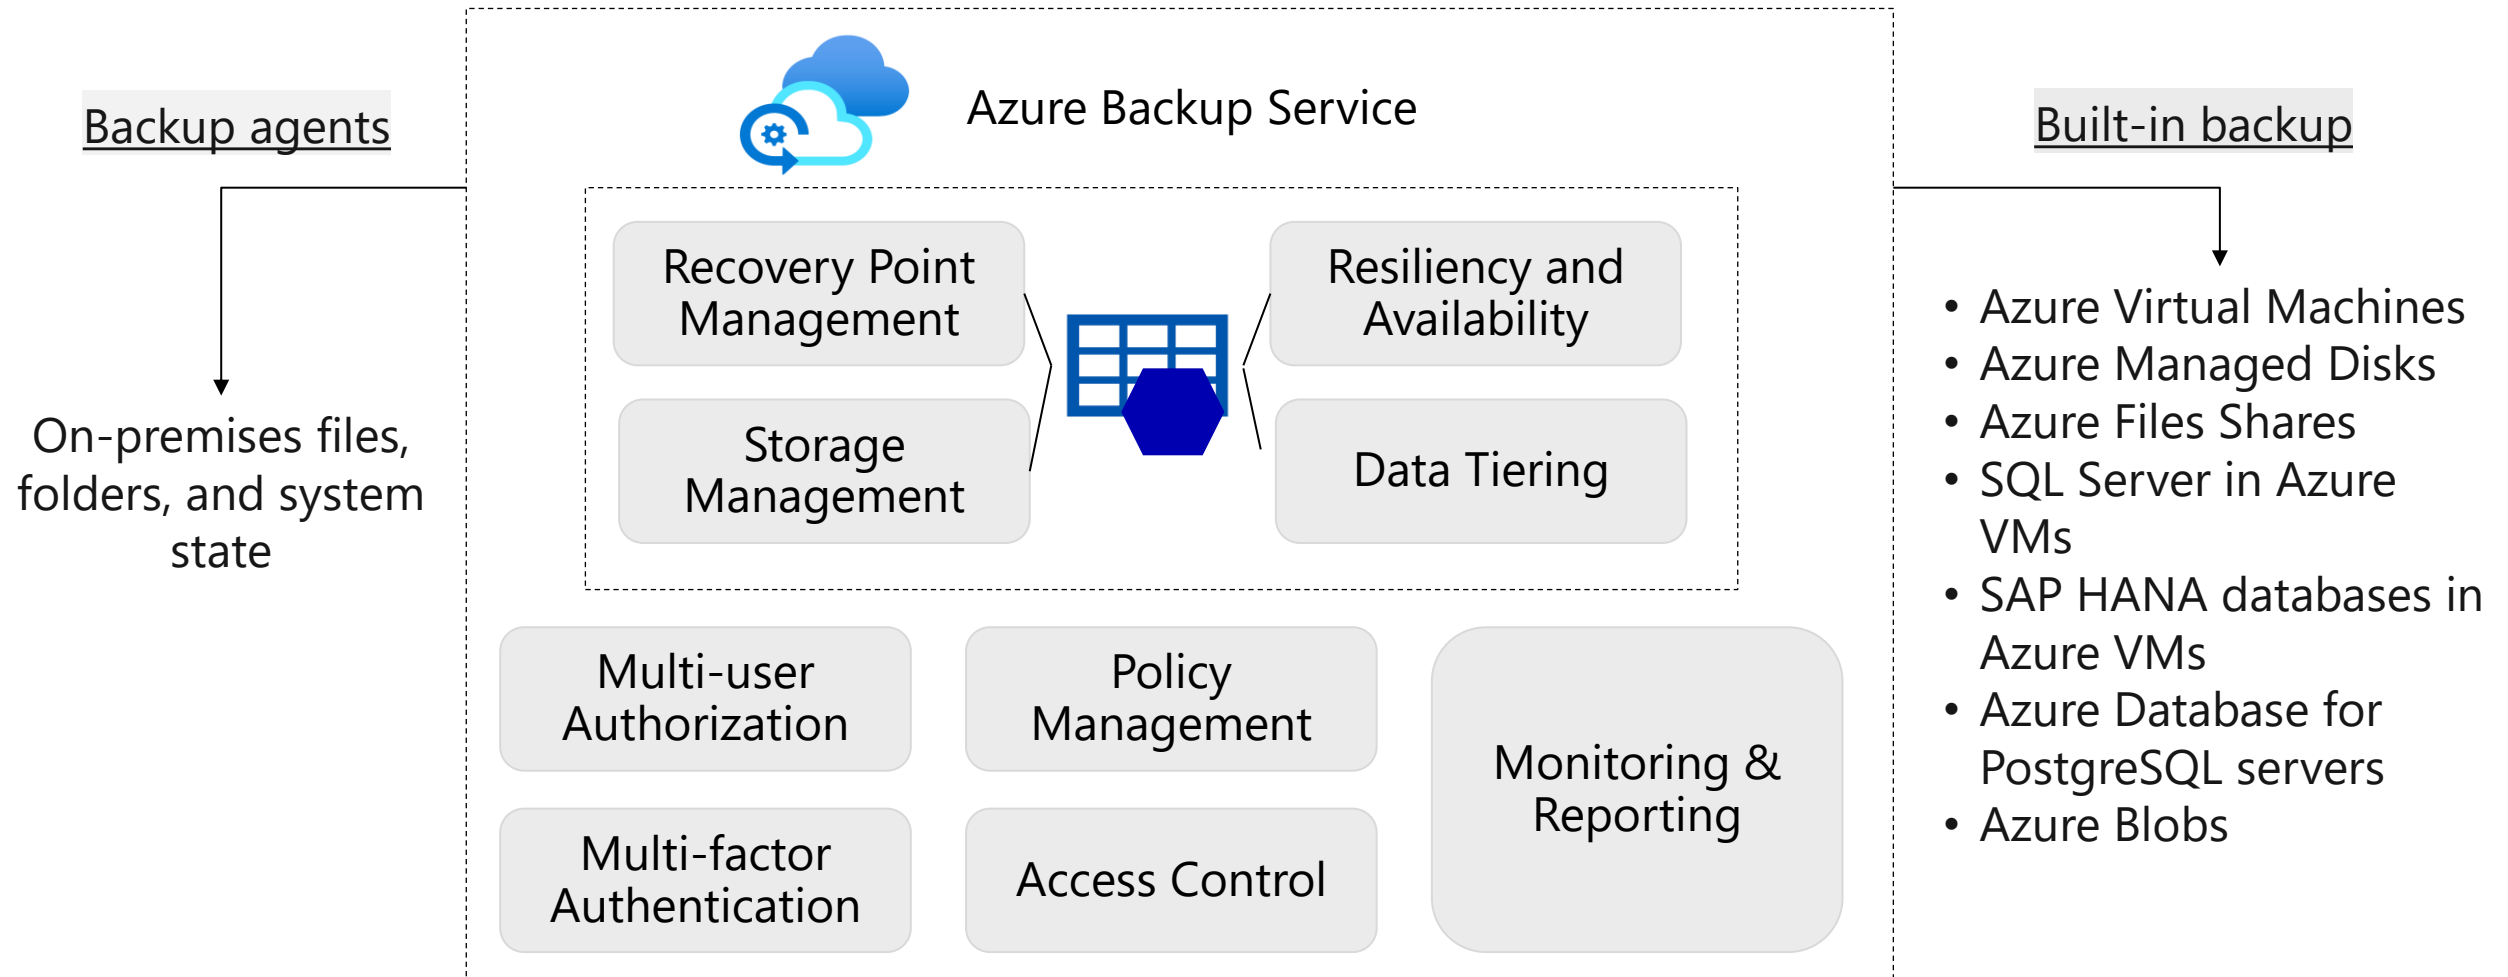 Backup agents
On-premises files,
folders, and system
state
Azure Backup Service
Recovery Point
Management
Resiliency and
Availability
Storage
Management
Data Tiering
Multi-user
Authorization
Policy
Management
Monitoring &
Reporting
Multi-factor
Authentication
Access Control
Built-in backup
• Azure Virtual Machines
• Azure Managed Disks
• Azure Files Shares
• SQL Server in Azure
VMs
• SAP HANA databases in
Azure VMs
• Azure Database for
PostgreSQL servers
• Azure Blobs